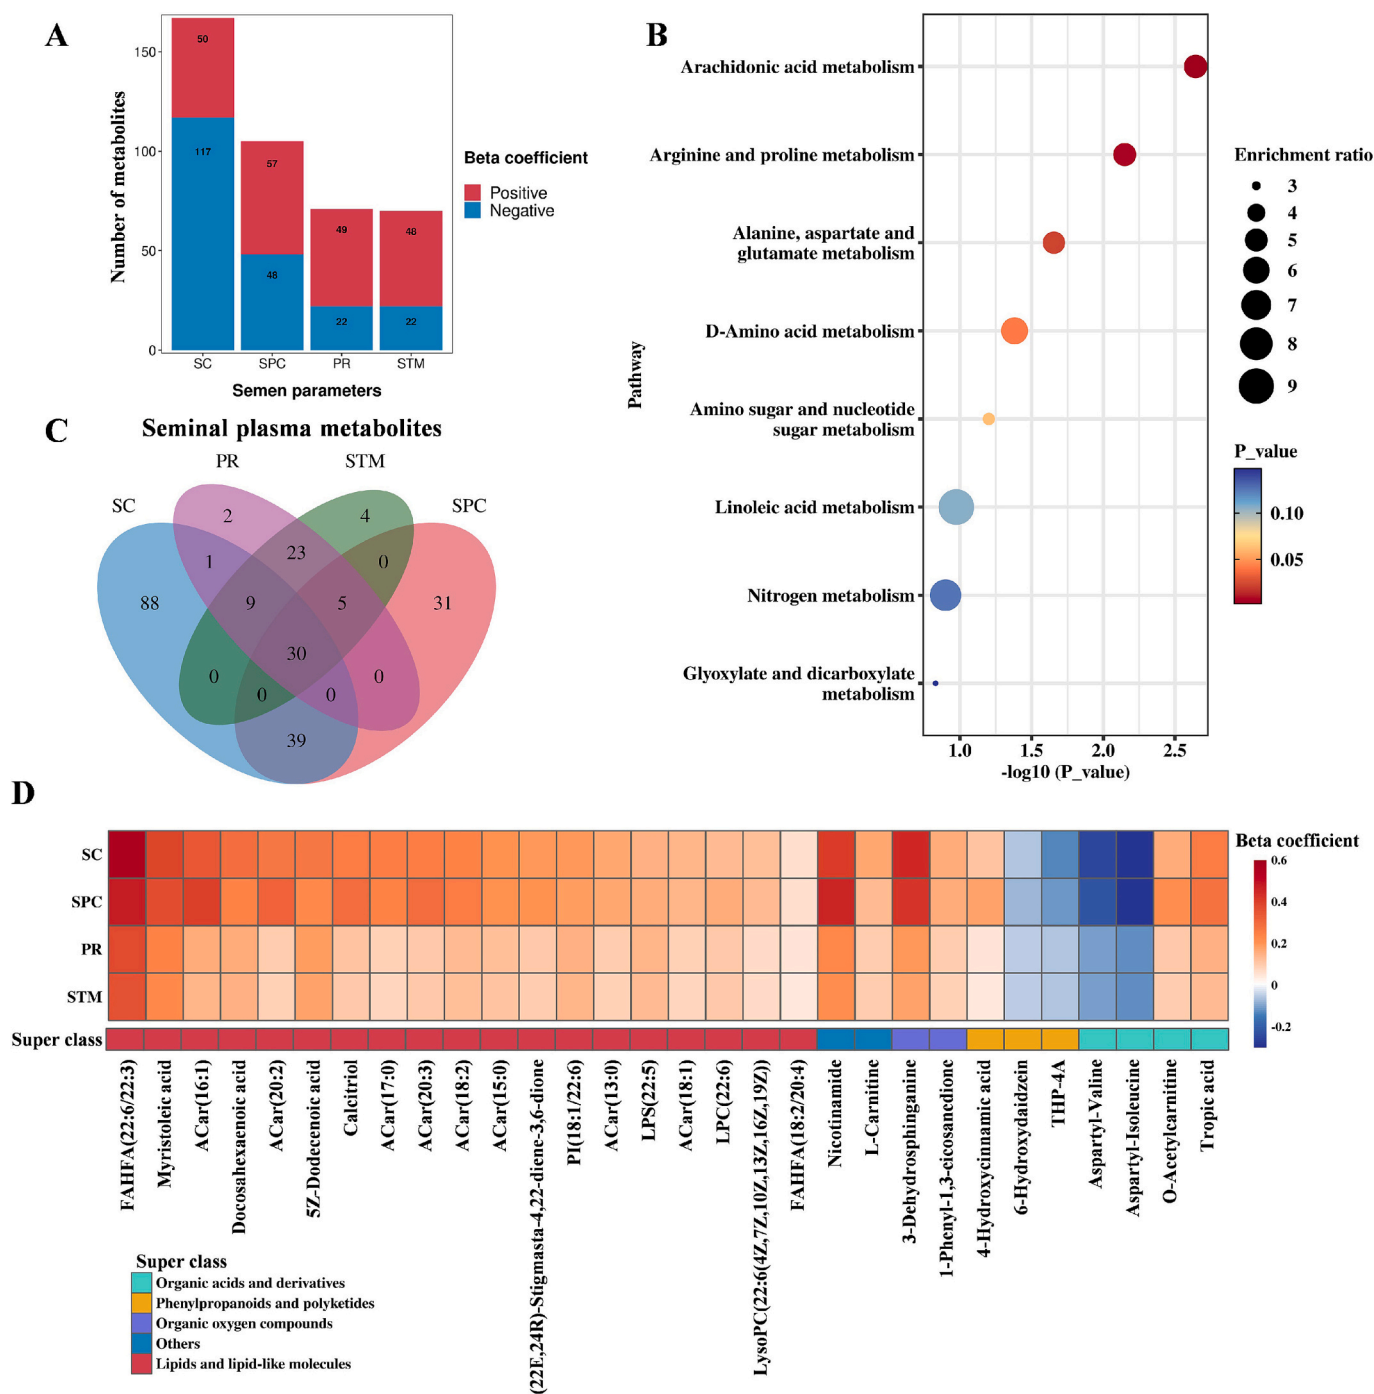 A
150
100
50
0
50
117
57
48
49
22
48
22
SC
SPC
PR
STM
Number of metabolites
Semen parameters
Beta coefficient
Positive
Negative
B
Arachidonic acid metabolism
Arginine and proline metabolism
Alanine, aspartate and
glutamate metabolism
D-Amino acid metabolism
Amino sugar and nucleotide
sugar metabolism
Linoleic acid metabolism
Nitrogen metabolism
Glyoxylate and dicarboxylate
metabolism
Pathway
1.0
1.5
2.0
2.5
-log10 (P_value)
Enrichment ratio
3
4
5
6
7
8
9
P_value
0.10
0.05
C
Seminal plasma metabolites
PR
STM
SC
SPC
2
4
1
23
0
88
9
5
31
30
0
0
0
0
39
D
SC
SPC
PR
STM
Super class
Beta coefficient
0.6
0.4
0.2
0
-0.2
FAHFA(22:6/22:3)
Myristoleic acid
ACar(16:1)
Docosahexaenoic acid
ACar(20:2)
5Z-Dodecenoic acid
Calcitriol
ACar(17:0)
ACar(20:3)
ACar(18:2)
ACar(15:0)
(22E,24R)-Stigmasta-4,22-diene-3,6-dione
PI(18:1/22:6)
ACar(13:0)
LPS(22:5)
ACar(18:1)
LPC(22:6)
LysoPC(22:6(4Z,7Z,10Z,13Z,16Z,19Z))
FAHFA(18:2/20:4)
Nicotinamide
L-Carnitine
3-Dehydrosphinganine
1-Phenyl-1,3-eicosanedione
4-Hydroxycinnamic acid
6-Hydroxydaidzein
THP-4A
Aspartyl-Valine
Aspartyl-Isoleucine
O-Acetylcarnitine
Tropic acid
Super class
Organic acids and derivatives
Phenylpropanoids and polyketides
Organic oxygen compounds
Others
Lipids and lipid-like molecules